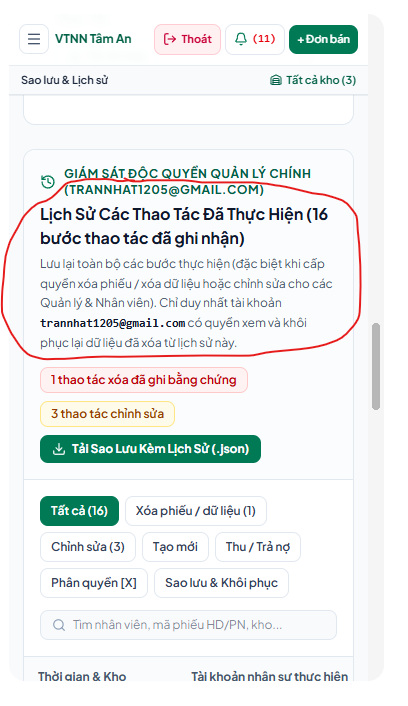 VTNN Tâm An
Thoát
(11)
+ Đơn bán
Sao lưu & Lịch sử
Tất cả kho (3)
GIÁM SÁT ĐỘC QUYỀN QUẢN LÝ CHÍNH
(TRANNHAT1205@GMAIL.COM)
Lịch Sử Các Thao Tác Đã Thực Hiện (16
bước thao tác đã ghi nhận)
Lưu lại toàn bộ các bước thực hiện (đặc biệt khi cấp
quyền xóa phiếu / xóa dữ liệu hoặc chỉnh sửa cho các
Quản lý & Nhân viên). Chỉ duy nhất tài khoản
trannhat1205@gmail.com có quyền xem và khôi
phục lại dữ liệu đã xóa từ lịch sử này.
1 thao tác xóa đã ghi bằng chứng
3 thao tác chỉnh sửa
Tải Sao Lưu Kèm Lịch Sử (.json)
Tất cả (16)
Xóa phiếu / dữ liệu (1)
Chỉnh sửa (3)
Tạo mới
Thu / Trả nợ
Phân quyền [X]
Sao lưu & Khôi phục
Tìm nhân viên, mã phiếu HD/PN, kho...
Thời gian & Kho
Tài khoản nhân sự thực hiện